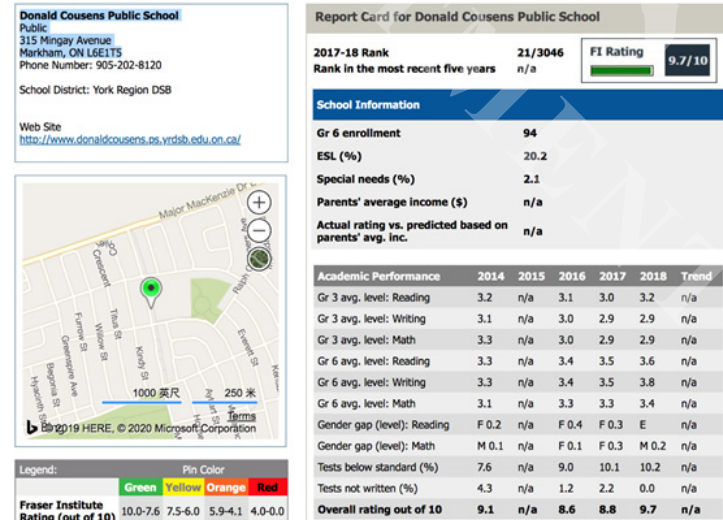 Donald Cousens Public School
Public
315 Mingay Avenue
Markham, ON L6E1T5
Phone Number: 905-202-8120
School District: York Region DSB
Web Site
http://www.donaldcousens.ps.yrdsb.edu.on.ca/
Major MacKenzie Dr
Crescent
Furrow St
Titus St
Willow St
Greenspire Ave
Begonia St
Hyacinth
Kindy St
Everett St
Ralph
1000 英尺 250 米
Terms
2019 HERE, © 2020 Microsoft Corporation
Legend: Pin Color
Green Yellow Orange Red
Fraser Institute
Rating (out of 10) 10.0-7.6 7.5-6.0 5.9-4.1 4.0-0.0
Report Card for Donald Cousens Public School
2017-18 Rank 21/3046 FI Rating 9.7/10
Rank in the most recent five years n/a
School Information
Gr 6 enrollment 94
ESL (%) 20.2
Special needs (%) 2.1
Parents' average income ($) n/a
Actual rating vs. predicted based on
parents' avg. inc. n/a
Academic Performance 2014 2015 2016 2017 2018 Trend
Gr 3 avg. level: Reading 3.2 n/a 3.1 3.0 3.2 n/a
Gr 3 avg. level: Writing 3.1 n/a 3.0 2.9 2.9 n/a
Gr 3 avg. level: Math 3.3 n/a 3.0 2.9 2.9 n/a
Gr 6 avg. level: Reading 3.3 n/a 3.4 3.5 3.6 n/a
Gr 6 avg. level: Writing 3.3 n/a 3.4 3.5 3.8 n/a
Gr 6 avg. level: Math 3.1 n/a 3.3 3.3 3.4 n/a
Gender gap (level): Reading F 0.2 n/a F 0.4 F 0.3 E n/a
Gender gap (level): Math M 0.1 n/a F 0.1 F 0.3 M 0.2 n/a
Tests below standard (%) 7.6 n/a 9.0 10.1 10.2 n/a
Tests not written (%) 4.3 n/a 1.2 2.2 0.0 n/a
Overall rating out of 10 9.1 n/a 8.6 8.8 9.7 n/a